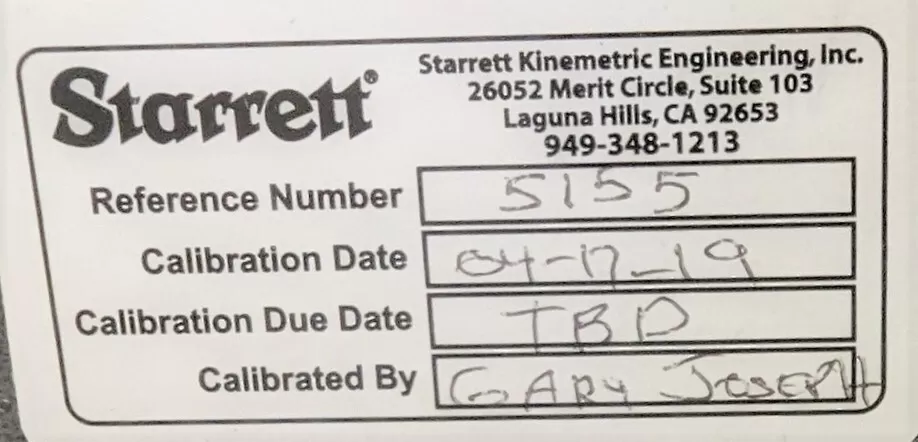 Starrett®
Starrett Kinemetric Engineering, Inc.
26052 Merit Circle, Suite 103
Laguna Hills, CA 92653
949-348-1213
Reference Number 5155
Calibration Date 04-17-19
Calibration Due Date TBD
Calibrated By GARY JOSEPH